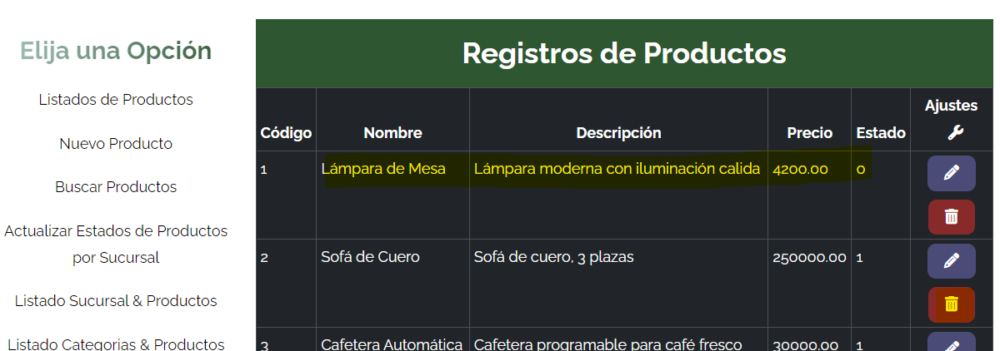 Elija una Opción
Listados de Productos
Nuevo Producto
Buscar Productos
Actualizar Estados de Productos
por Sucursal
Listado Sucursal & Productos
Listado Categorias & Productos
Registros de Productos
Código Nombre Descripción Precio Estado Ajustes
1 Lámpara de Mesa Lámpara moderna con iluminación calida 4200.00 0
2 Sofá de Cuero Sofá de cuero, 3 plazas 250000.00 1
3 Cafetera Automática Cafetera programable para café fresco 30000.00 1